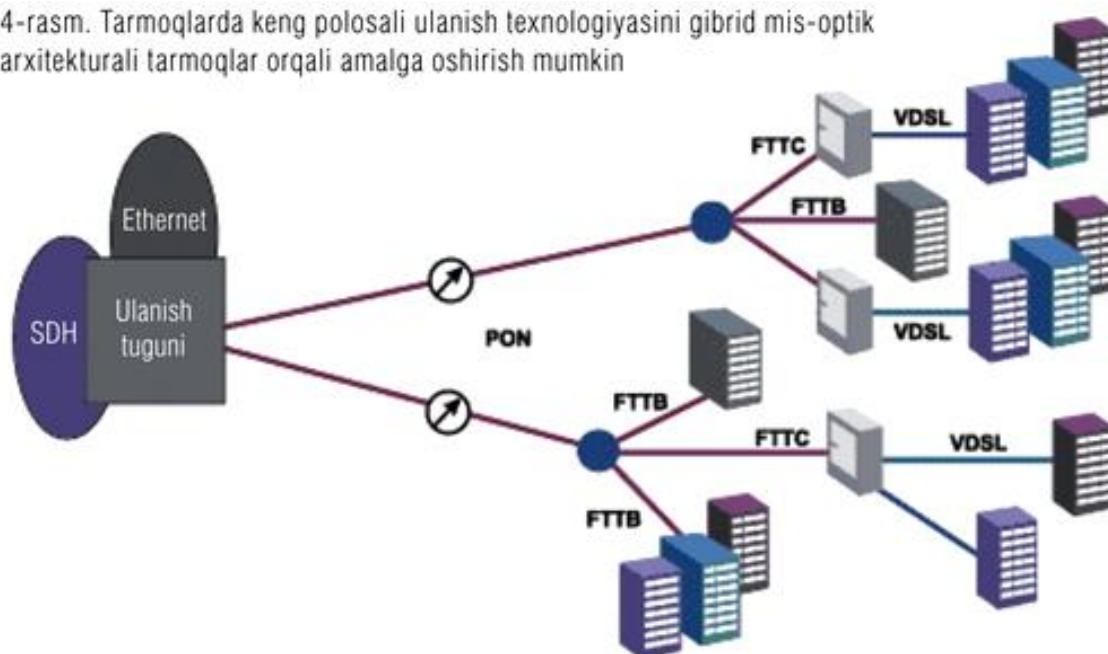 4-rasm. Tarmoqlarda keng polosali ulanish texnologiyasini gibrid mis-optik
arxitekturali tarmoqlar orqali amalga oshirish mumkin
VDSL
FTTC
FTTB
Ethernet
SDH
Ulanish
tuguni
PON
VDSL
FTTB
FTTC
VDSL
FTTB